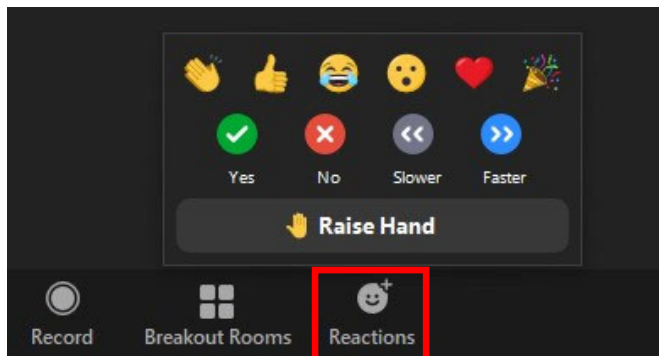 Yes No Slower Faster
Raise Hand
Record Breakout Rooms Reactions